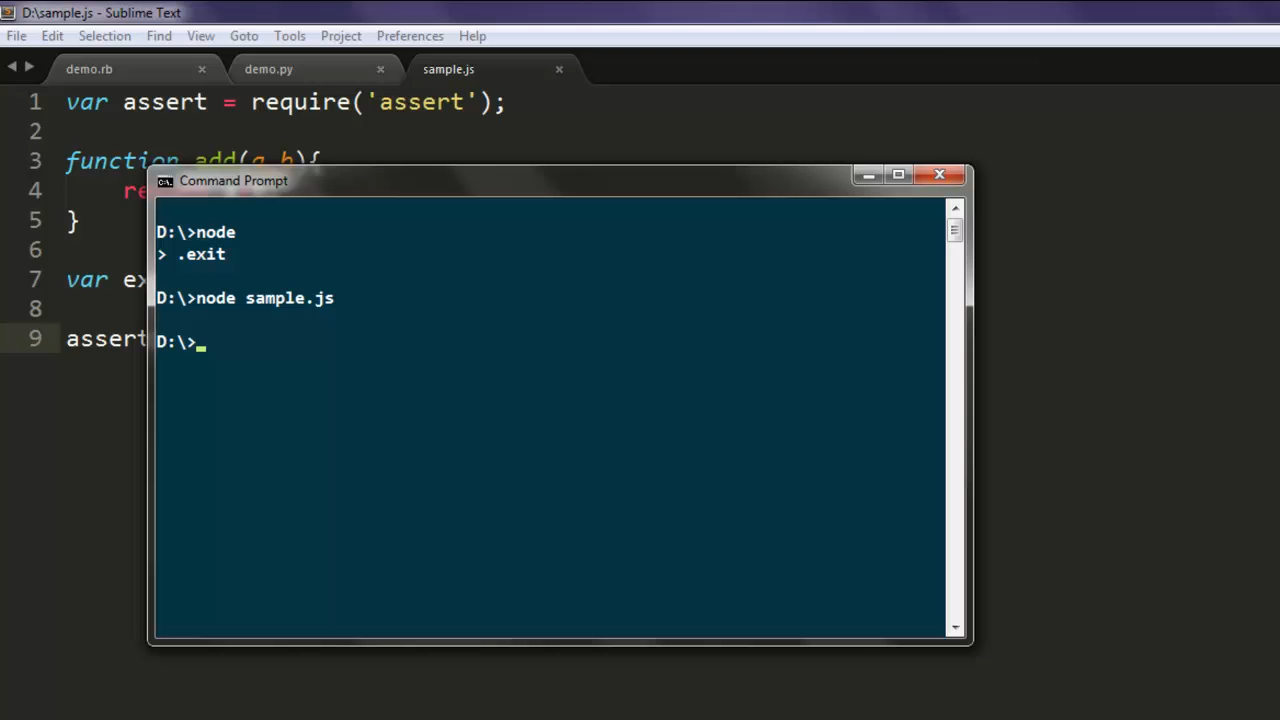 D:\sample.js - Sublime Text
File Edit Selection Find View Goto Tools Project Preferences Help
demo.rb demo.py sample.js
1 var assert = require('assert');
2
3 function add(a,b){
4
5 }
6
7 var
8
9 assert
Command Prompt
D:\>node
> .exit
D:\>node sample.js
D:\>